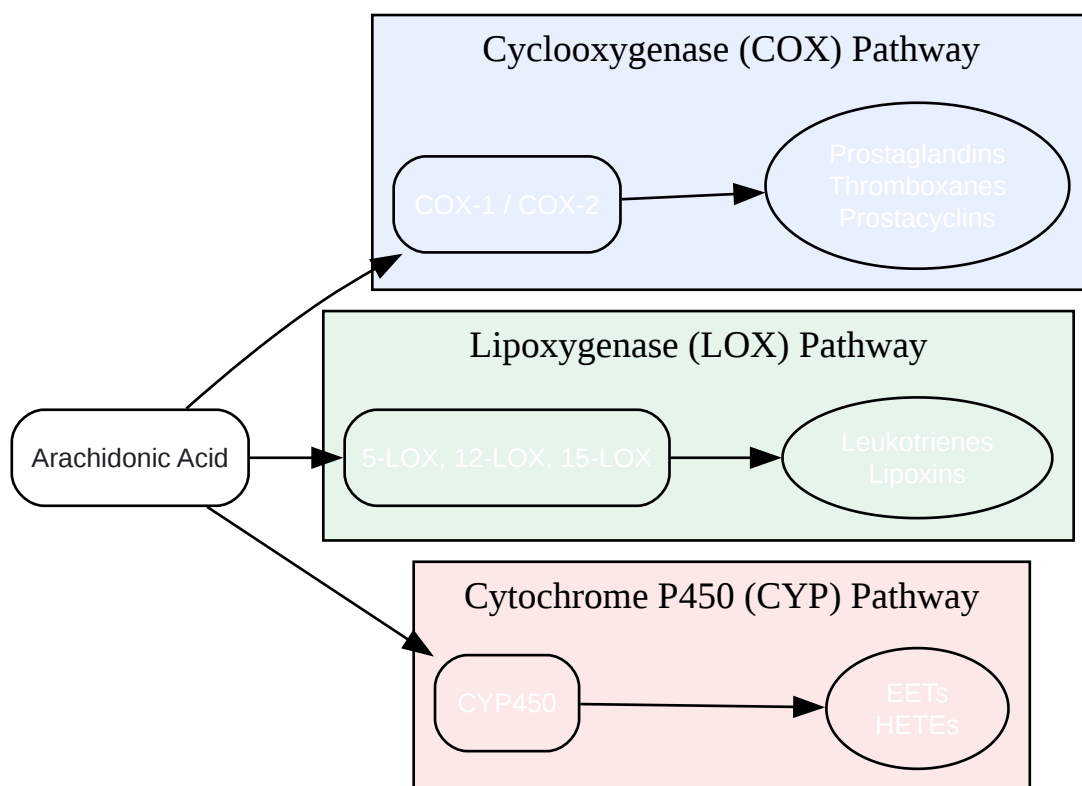 Cyclooxygenase (COX) Pathway
COX-1 / COX-2
Prostaglandins
Thromboxanes
Prostacyclins
Lipoxygenase (LOX) Pathway
Arachidonic Acid
5-LOX, 12-LOX, 15-LOX
Leukotrienes
Lipoxins
Cytochrome P450 (CYP) Pathway
CYP450
EETs
HETEs